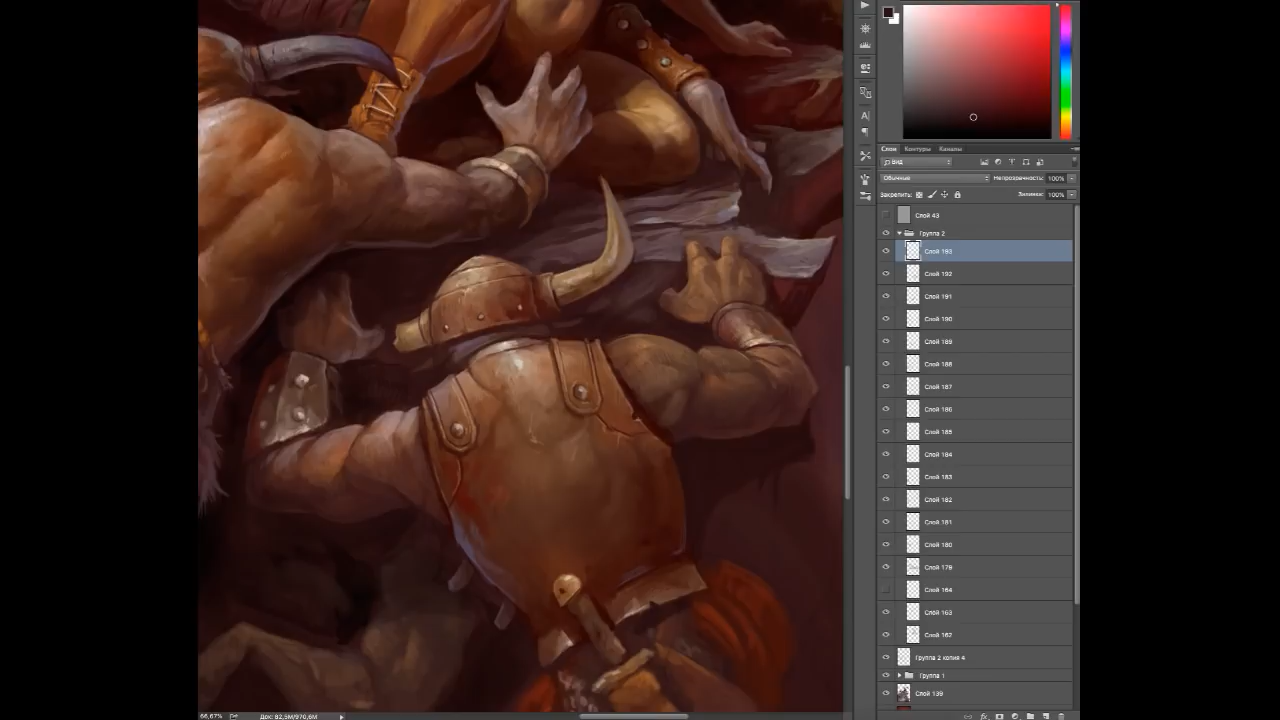 Слои Контуры Каналы
Вид
Обычные Непрозрачность: 100%
Закрепить: Заливка: 100%
Слой 43
Группа 2
Слой 193
Слой 192
Слой 191
Слой 190
Слой 189
Слой 188
Слой 187
Слой 186
Слой 185
Слой 184
Слой 183
Слой 182
Слой 181
Слой 180
Слой 179
Слой 164
Слой 163
Слой 162
Группа 2 копия 4
Группа 1
Слой 139
66,67% Док: 82,5M/970,6M